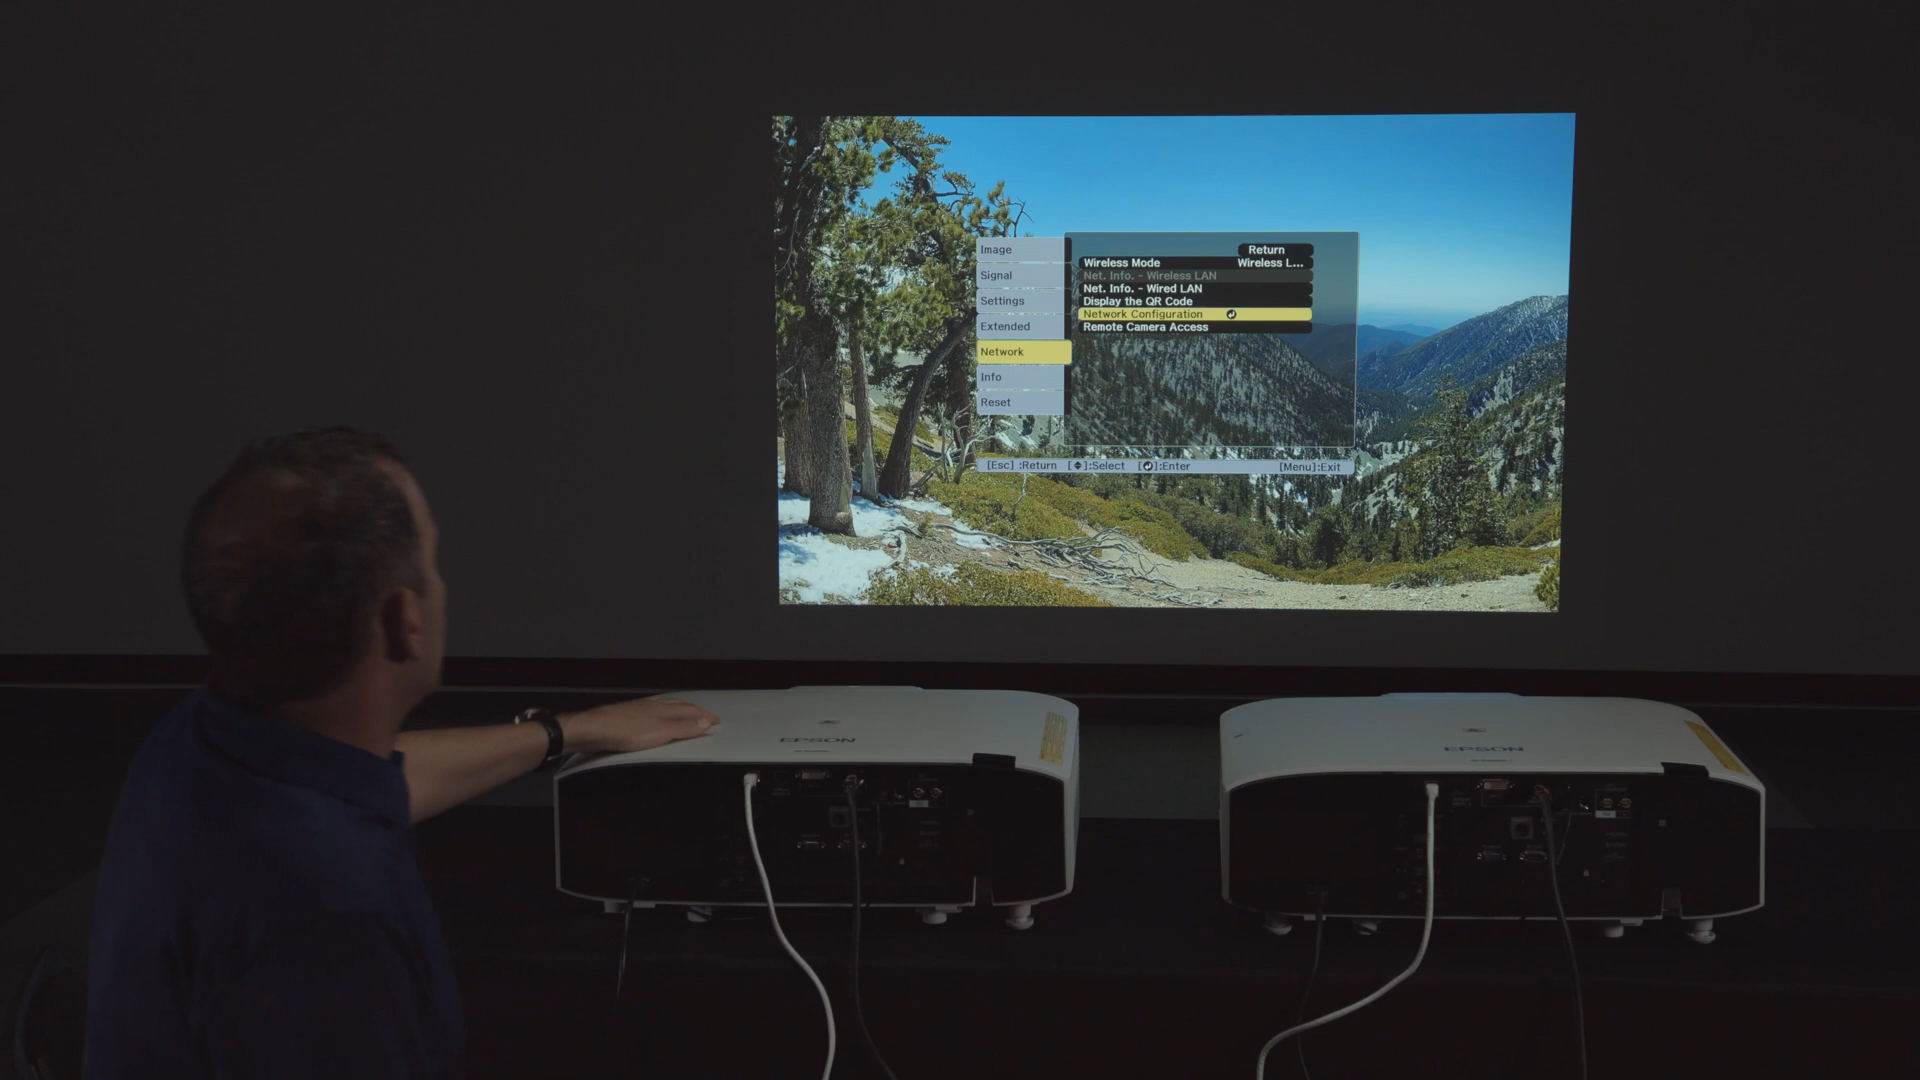 Image
Signal
Settings
Extended
Network
Info
Reset
Return
Wireless Mode Wireless L...
Net. Info. - Wireless LAN
Net. Info. - Wired LAN
Display the QR Code
Network Configuration
Remote Camera Access
[Esc] :Return [ ]:Select [ ]:Enter [Menu]:Exit
EPSON
EPSON